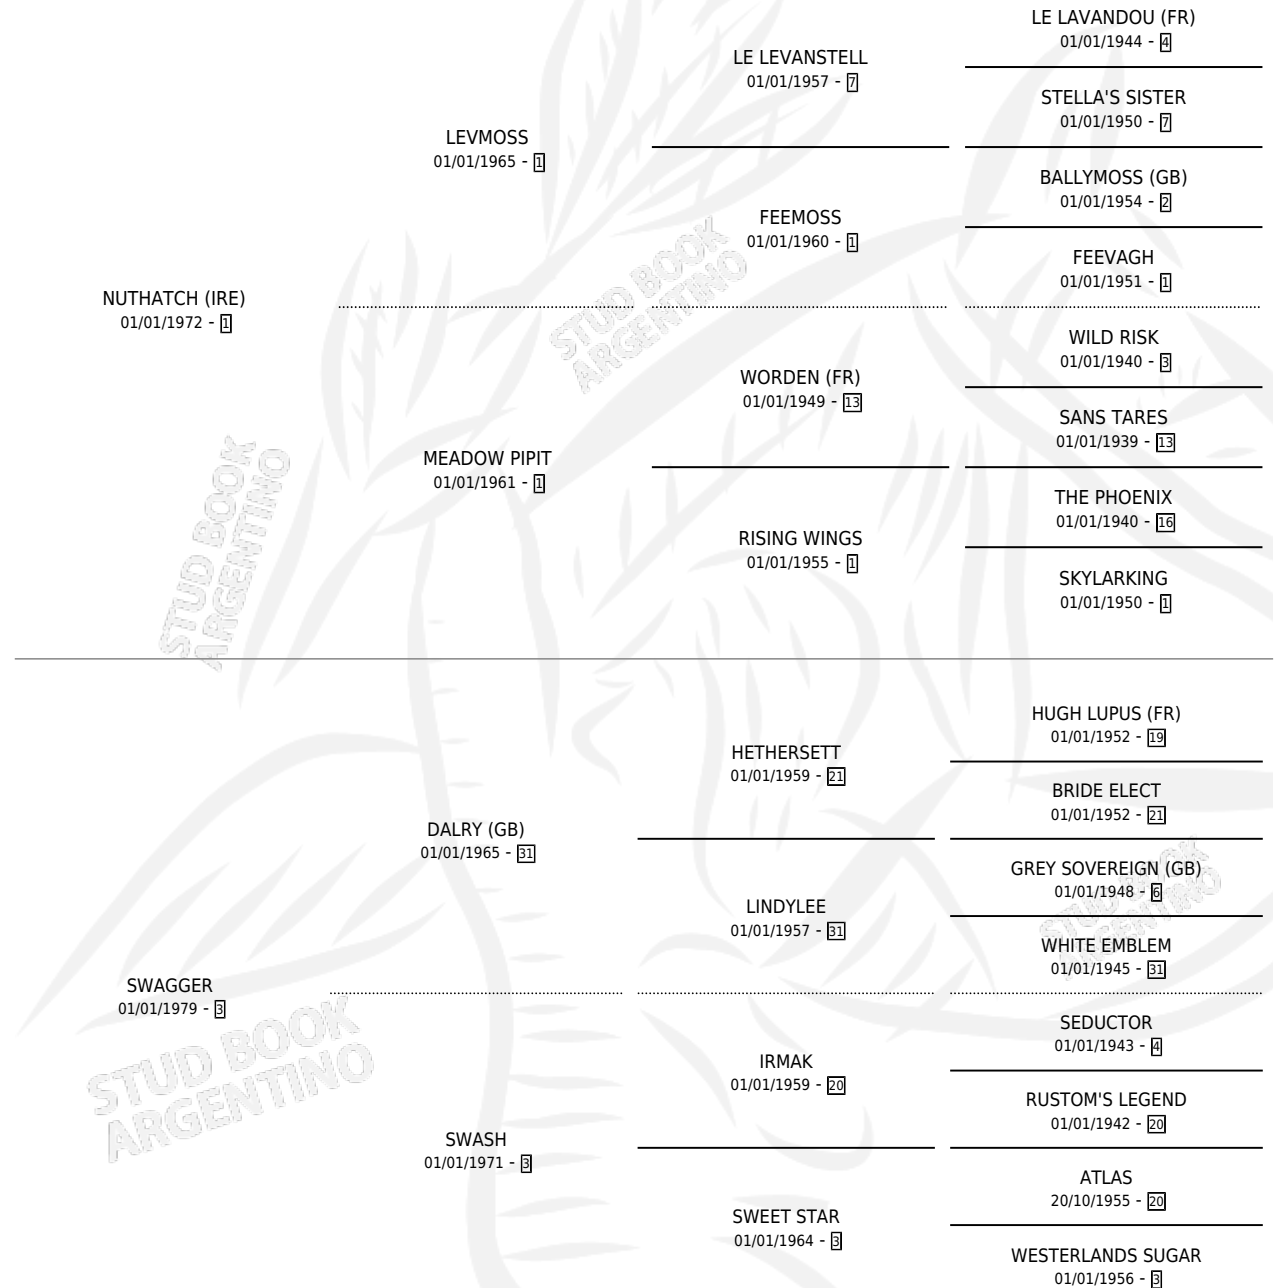 LE LAVANDOU (FR)
01/01/1944 - 4
LE LEVANSTELL
01/01/1957 - 7
STELLA'S SISTER
01/01/1950 - 7
LEVMOSS
01/01/1965 - 1
BALLYMOSS (GB)
01/01/1954 - 2
FEEMOSS
01/01/1960 - 1
FEEVAGH
01/01/1951 - 1
NUTHATCH (IRE)
01/01/1972 - 1
WILD RISK
01/01/1940 - 3
WORDEN (FR)
01/01/1949 - 13
SANS TARES
01/01/1939 - 13
MEADOW PIPIT
01/01/1961 - 1
THE PHOENIX
01/01/1940 - 16
RISING WINGS
01/01/1955 - 1
SKYLARKING
01/01/1950 - 1
HUGH LUPUS (FR)
01/01/1952 - 19
HETHERSETT
01/01/1959 - 21
BRIDE ELECT
01/01/1952 - 21
DALRY (GB)
01/01/1965 - 31
GREY SOVEREIGN (GB)
01/01/1948 - 6
LINDYLEE
01/01/1957 - 31
WHITE EMBLEM
01/01/1945 - 31
SWAGGER
01/01/1979 - 3
SEDUCTOR
01/01/1943 - 4
IRMAK
01/01/1959 - 20
RUSTOM'S LEGEND
01/01/1942 - 20
SWASH
01/01/1971 - 3
ATLAS
20/10/1955 - 20
SWEET STAR
01/01/1964 - 3
WESTERLANDS SUGAR
01/01/1956 - 3
STUD BOOK
ARGENTINO
STUD BOOK
ARGENTINO
STUD BOOK
ARGENTINO
STUD BOOK
ARGENTINO